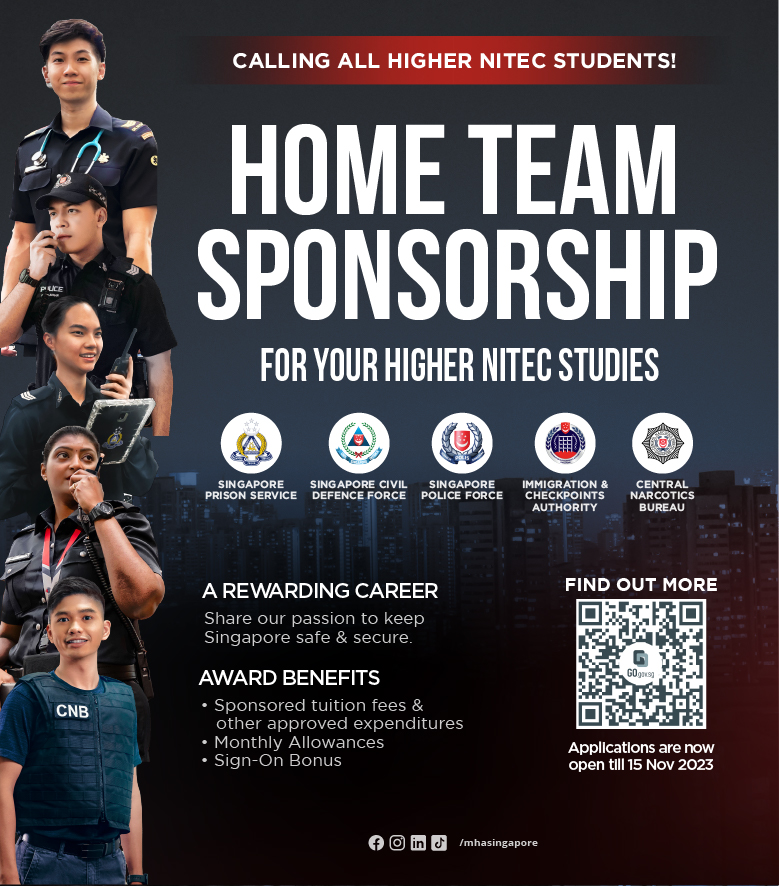 CALLING ALL HIGHER NITEC STUDENTS!
HOME TEAM
SPONSORSHIP
FOR YOUR HIGHER NITEC STUDIES
POLICE
SINGAPORE
PRISON SERVICE
SINGAPORE CIVIL
DEFENCE FORCE
SINGAPORE
POLICE FORCE
IMMIGRATION &
CHECKPOINTS
AUTHORITY
CENTRAL
NARCOTICS
BUREAU
A REWARDING CAREER
Share our passion to keep
Singapore safe & secure.
AWARD BENEFITS
• Sponsored tuition fees &
other approved expenditures
• Monthly Allowances
• Sign-On Bonus
FIND OUT MORE
GO.gov.sg
Applications are now
open till 15 Nov 2023
CNB
/mhasingapore